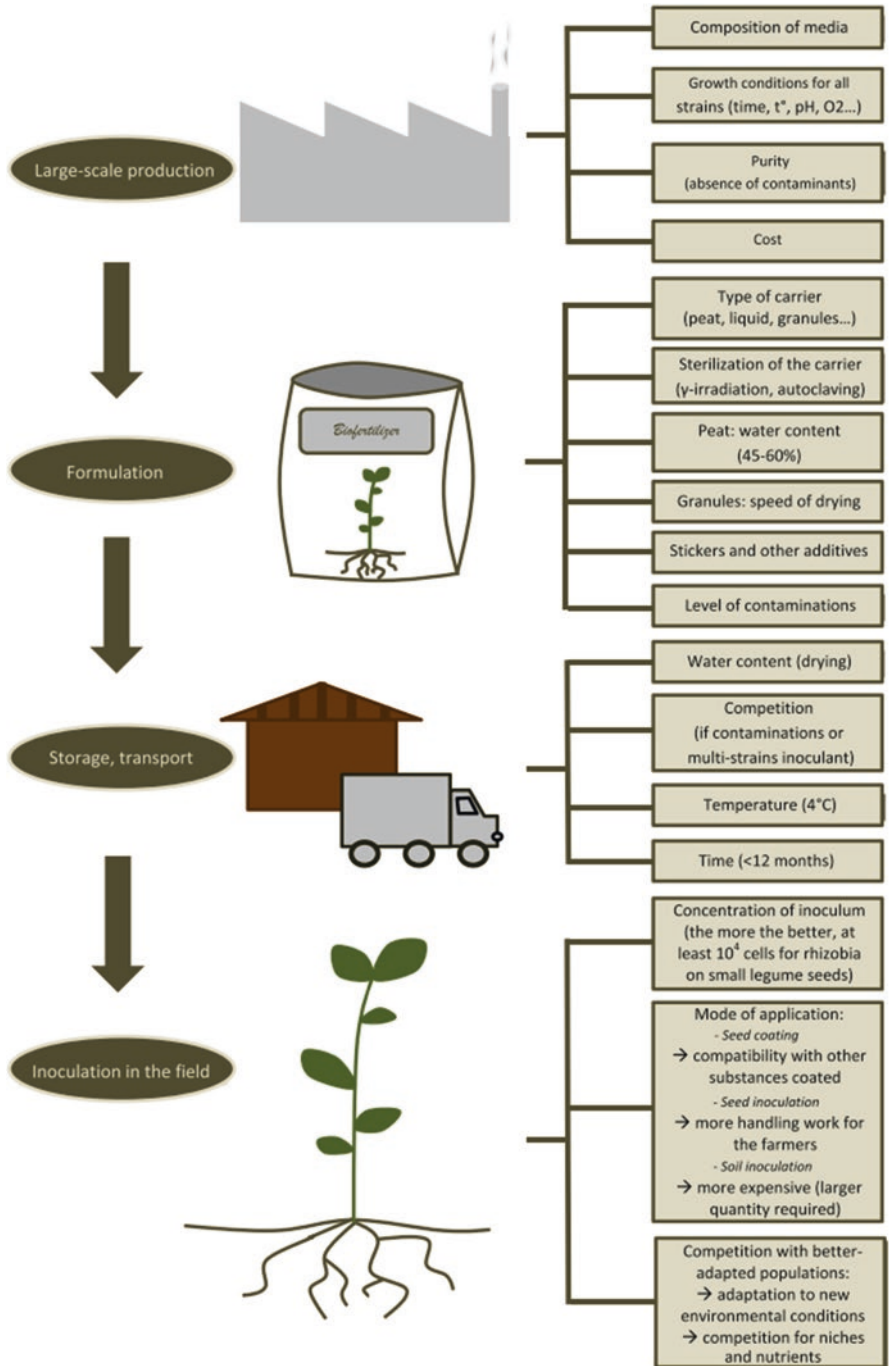 Large-scale production
Composition of media
Growth conditions for all
strains (time, t°, pH, O2...)
Purity
(absence of contaminants)
Cost
Formulation
Biofertilizer
Type of carrier
(peat, liquid, granules...)
Sterilization of the carrier
(γ-irradiation, autoclaving)
Peat: water content
(45-60%)
Granules: speed of drying
Stickers and other additives
Level of contaminations
Storage, transport
Water content (drying)
Competition
(if contaminations or
multi-strains inoculant)
Temperature (4°C)
Time (<12 months)
Inoculation in the field
Concentration of inoculum
(the more the better, at
least 10⁴ cells for rhizobia
on small legume seeds)
Mode of application:
- Seed coating
→ compatibility with other
substances coated
- Seed inoculation
→ more handling work for
the farmers
- Soil inoculation
→ more expensive (larger
quantity required)
Competition with better-
adapted populations:
→ adaptation to new
environmental conditions
→ competition for niches
and nutrients